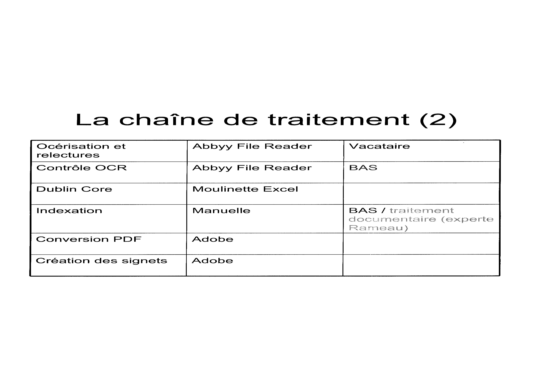 La chaîne de traitement (2)
Océrisation et
relectures
Abbyy File Reader
Vacataire
Contrôle OCR
Abbyy File Reader
BAS
Dublin Core
Moulinette Excel
Indexation
Manuelle
BAS / traitement
documentaire (experte
Rameau)
Conversion PDF
Adobe
Création des signets
Adobe